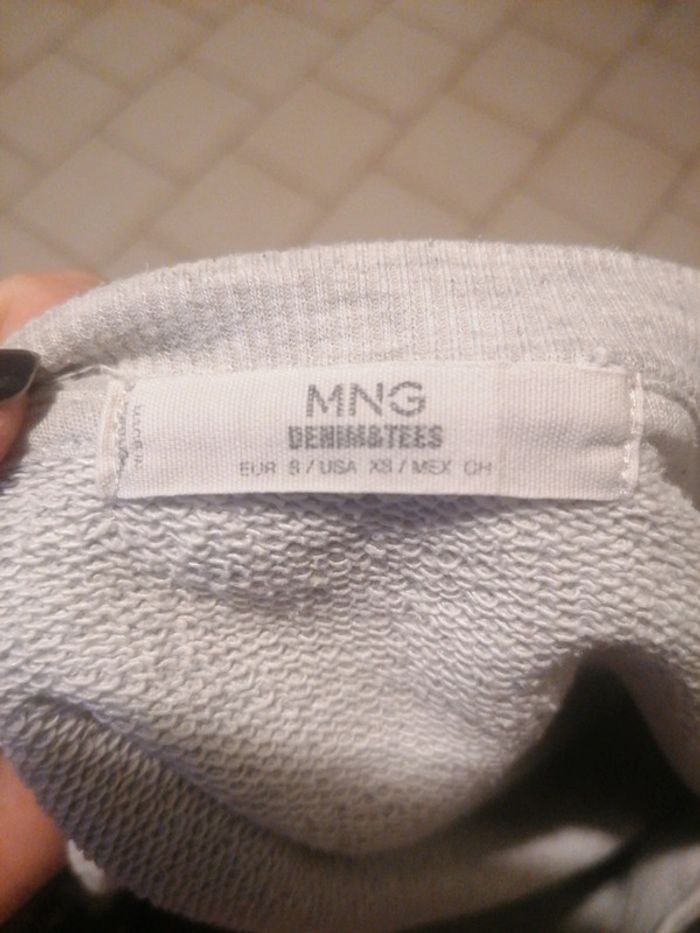 MNG
DENIM&TEES
EUR S / USA XS / MEX CH